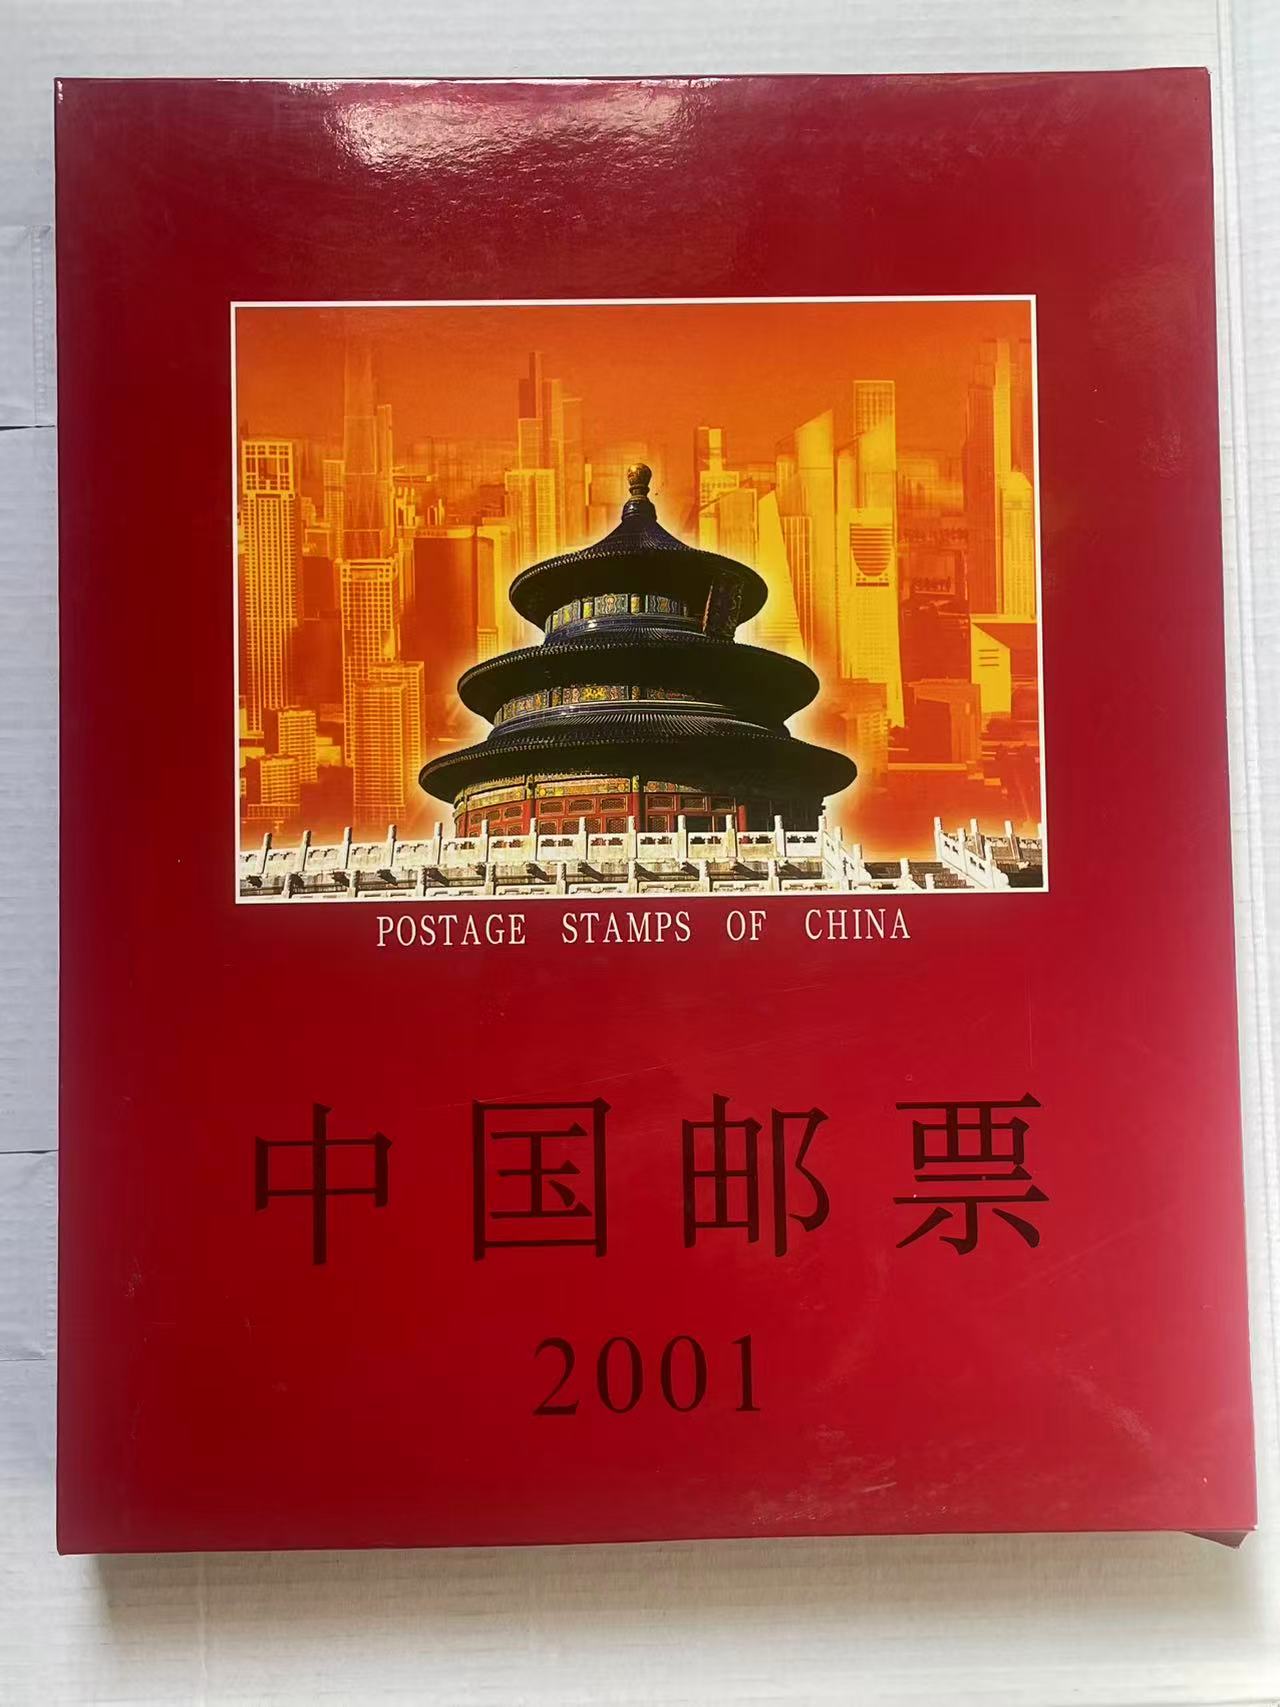 POSTAGE STAMPS OF CHINA
中国邮票
2001